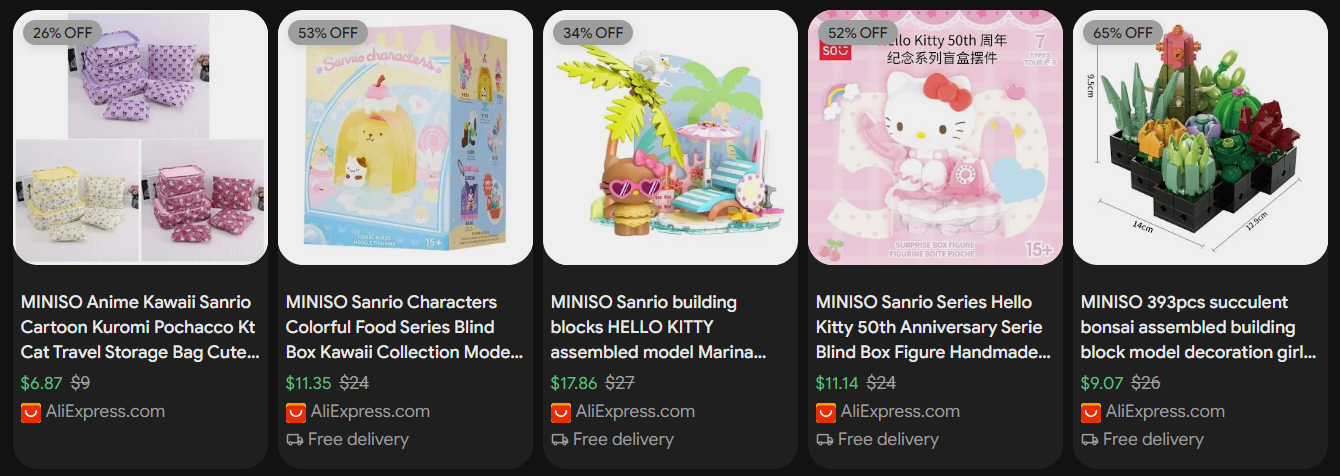 26% OFF
MINISO Anime Kawaii Sanrio
Cartoon Kuromi Pochacco Kt
Cat Travel Storage Bag Cute...
$6.87 $9
AliExpress.com
53% OFF
Sanrio characters
FIGURE MODEL
15+
MINISO Sanrio Characters
Colorful Food Series Blind
Box Kawaii Collection Mode...
$11.35 $24
AliExpress.com
Free delivery
34% OFF
MINISO Sanrio building
blocks HELLO KITTY
assembled model Marina...
$17.86 $27
AliExpress.com
Free delivery
52% OFF
Hello Kitty 50th 周年
纪念系列盲盒摆件
7
TYPES
50
SURPRISE BOX FIGURE
FIGURINE BOITE PIOCHE
15+
MINISO Sanrio Series Hello
Kitty 50th Anniversary Serie
Blind Box Figure Handmade...
$11.14 $24
AliExpress.com
Free delivery
65% OFF
9.5cm
14cm
12.9cm
MINISO 393pcs succulent
bonsai assembled building
block model decoration girl...
$9.07 $26
AliExpress.com
Free delivery